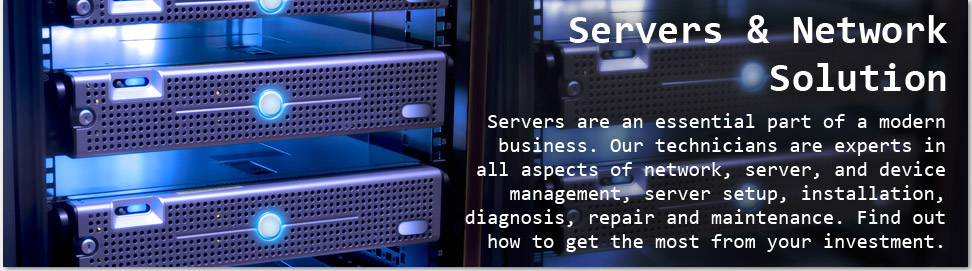 Servers & Network
Solution
Servers are an essential part of a modern
business. Our technicians are experts in
all aspects of network, server, and device
management, server setup, installation,
diagnosis, repair and maintenance. Find out
how to get the most from your investment.